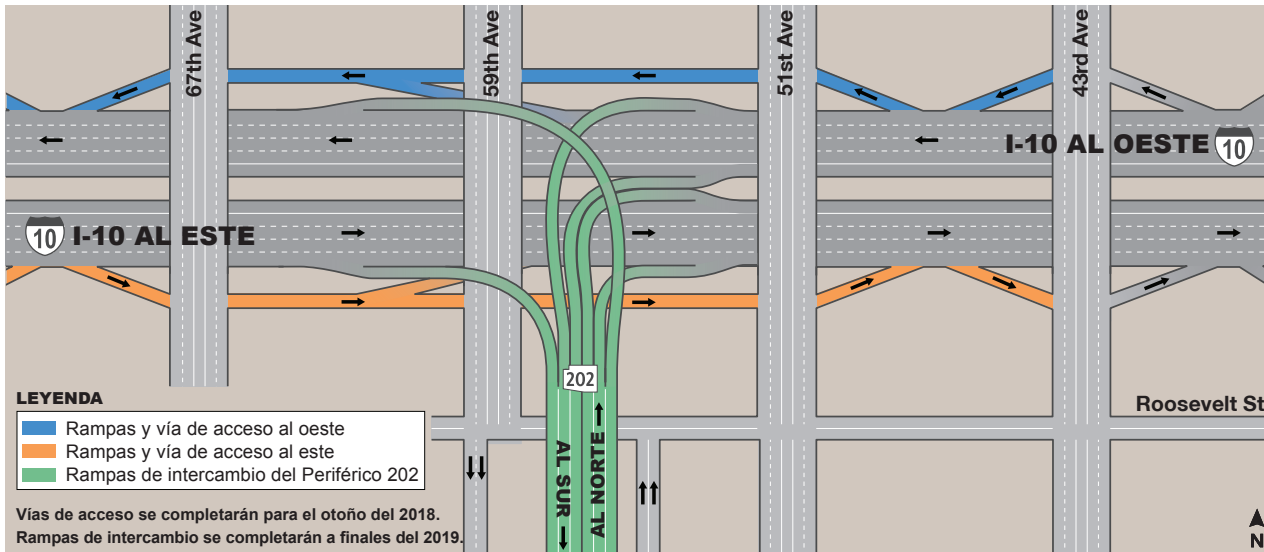 67th Ave
59th Ave
51st Ave
43rd Ave
I-10 AL OESTE
10
10
I-10 AL ESTE
202
AL SUR
AL NORTE
Roosevelt St
LEYENDA
Rampas y vía de acceso al oeste
Rampas y vía de acceso al este
Rampas de intercambio del Periférico 202
Vías de acceso se completarán para el otoño del 2018.
Rampas de intercambio se completarán a finales del 2019.
N